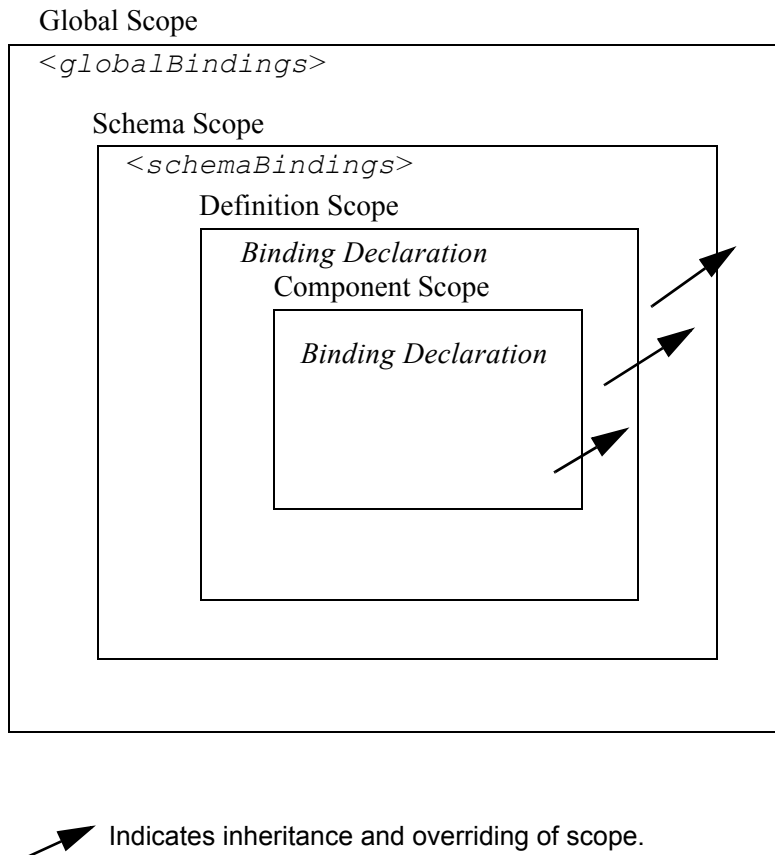 Global Scope
<globalBindings>
Schema Scope
<schemaBindings>
Definition Scope
Binding Declaration
Component Scope
Binding Declaration
Indicates inheritance and overriding of scope.